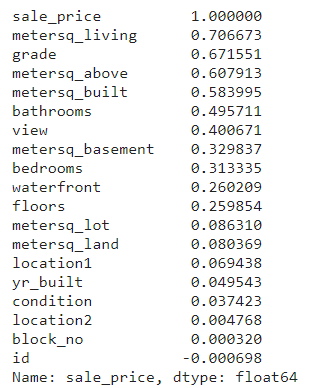 sale_price 1.000000
metersq_living 0.706673
grade 0.671551
metersq_above 0.607913
metersq_built 0.583995
bathrooms 0.495711
view 0.400671
metersq_basement 0.329837
bedrooms 0.313335
waterfront 0.260209
floors 0.259854
metersq_lot 0.086310
metersq_land 0.080369
location1 0.069438
yr_built 0.049543
condition 0.037423
location2 0.004768
block_no 0.000320
id -0.000698
Name: sale_price, dtype: float64